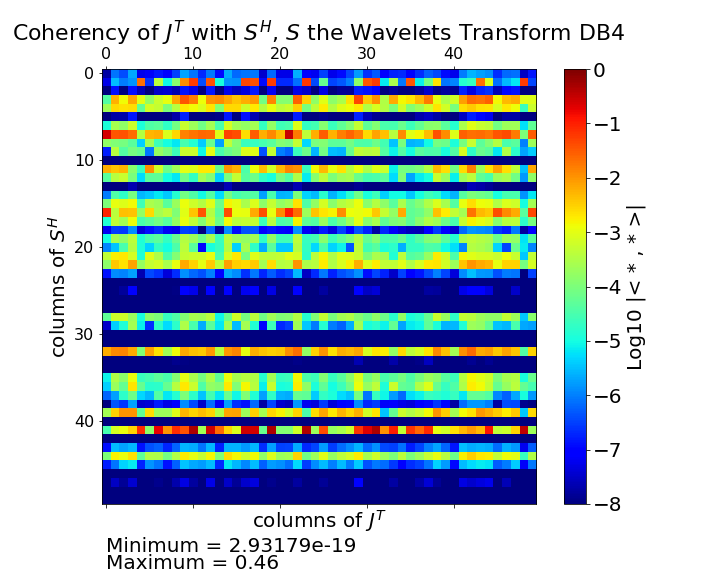 Coherency of $J^T$ with $S^H$, $S$ the Wavelets Transform DB4
0 10 20 30 40
0
10
20
30
40
columns of $S^H$
columns of $J^T$
0
−1
−2
−3
−4
−5
−6
−7
−8
Log10 |< * , * >|
Minimum = 2.93179e-19
Maximum = 0.46